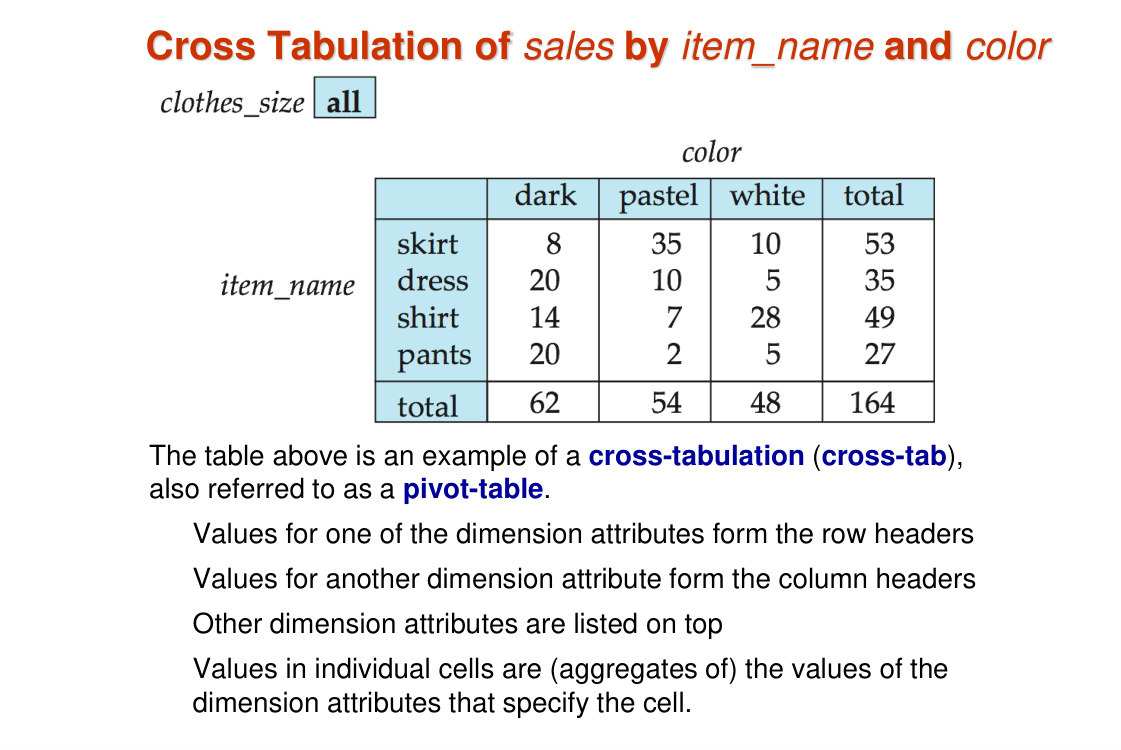 Cross Tabulation of sales by item_name and color
clothes_size all
color
dark pastel white total
skirt 8 35 10 53
item_name
dress 20 10 5 35
shirt 14 7 28 49
pants 20 2 5 27
total 62 54 48 164
The table above is an example of a cross-tabulation (cross-tab),
also referred to as a pivot-table.
Values for one of the dimension attributes form the row headers
Values for another dimension attribute form the column headers
Other dimension attributes are listed on top
Values in individual cells are (aggregates of) the values of the
dimension attributes that specify the cell.